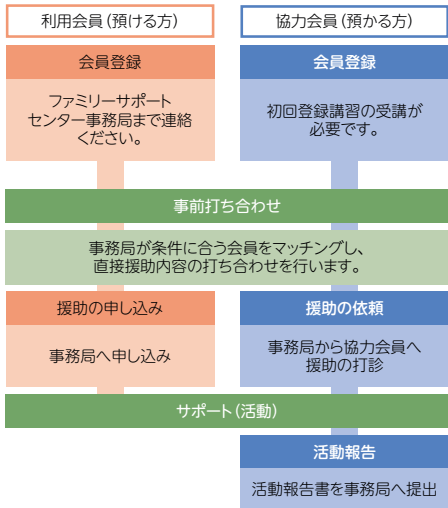 利用会員（預ける方）
協力会員（預かる方）
会員登録
会員登録
ファミリーサポート
センター事務局まで連絡
ください。
初回登録講習の受講が
必要です。
事前打ち合わせ
事務局が条件に合う会員をマッチングし、
直接援助内容の打ち合わせを行います。
援助の申し込み
援助の依頼
事務局へ申し込み
事務局から協力会員へ
援助の打診
サポート（活動）
活動報告
活動報告書を事務局へ提出